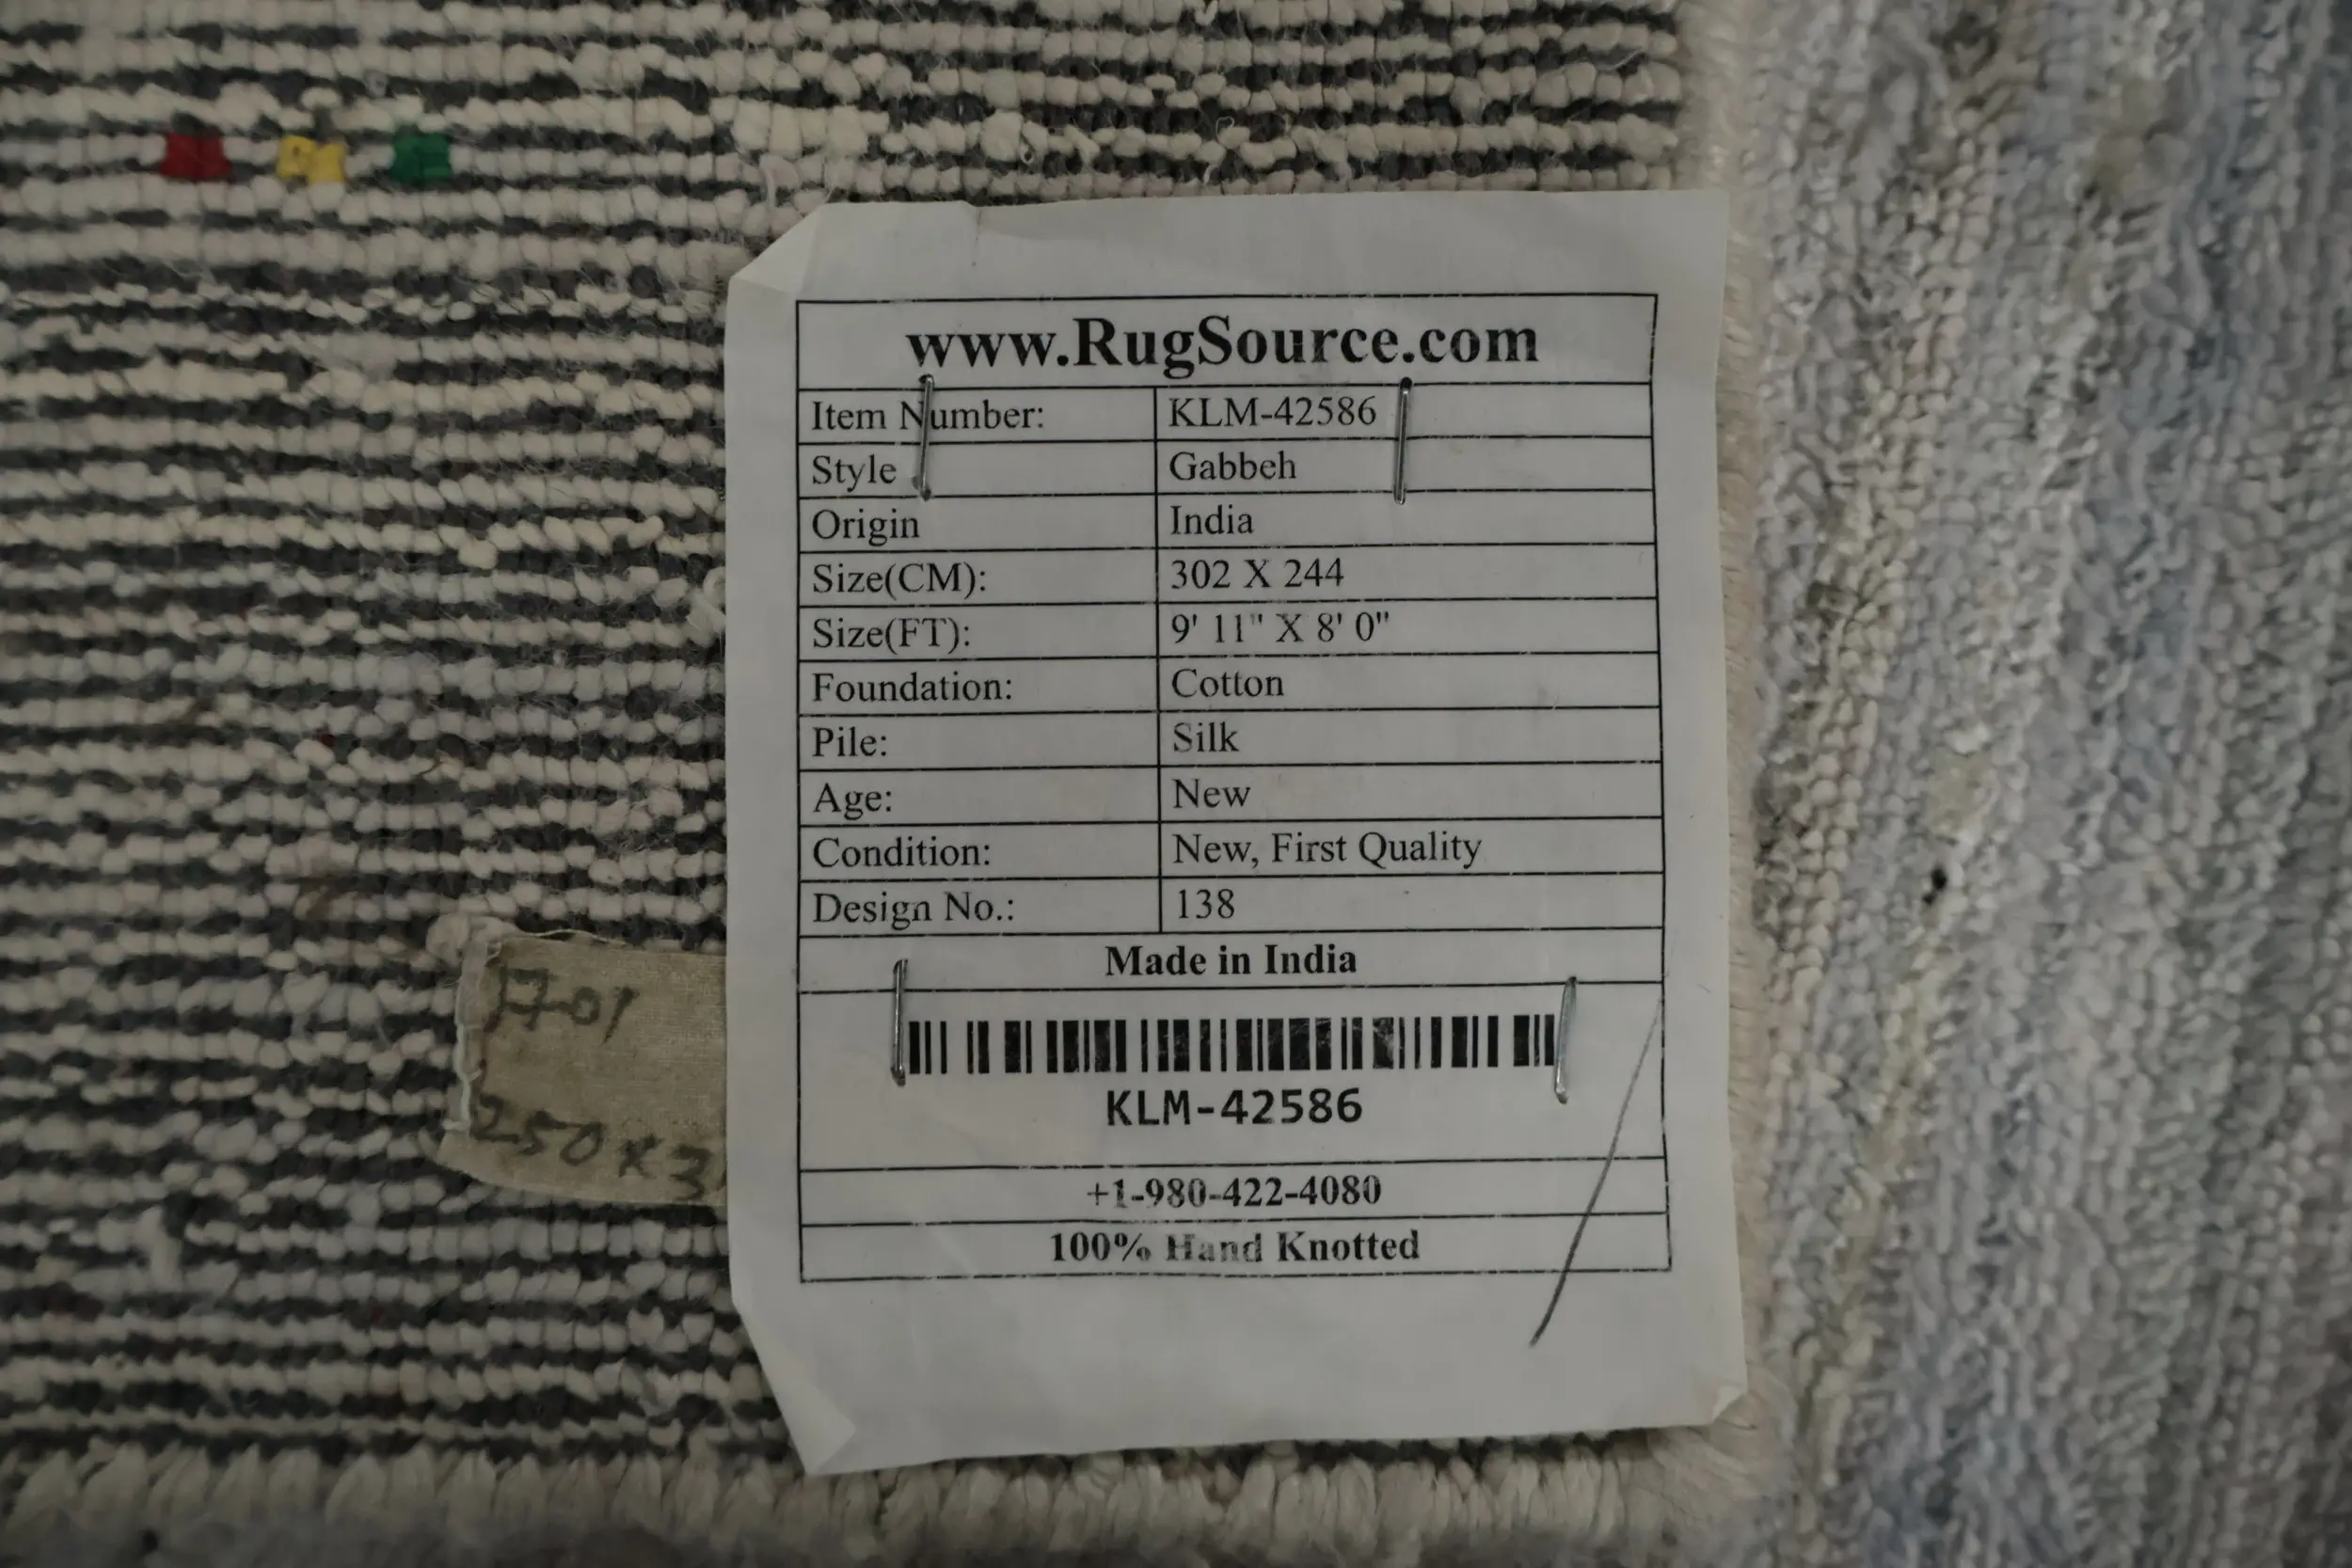 www.RugSource.com
Item Number: KLM-42586
Style Gabbeh
Origin India
Size(CM): 302 X 244
Size(FT): 9' 11" X 8' 0"
Foundation: Cotton
Pile: Silk
Age: New
Condition: New, First Quality
Design No.: 138
Made in India
KLM-42586
+1-980-422-4080
100% Hand Knotted
250x3